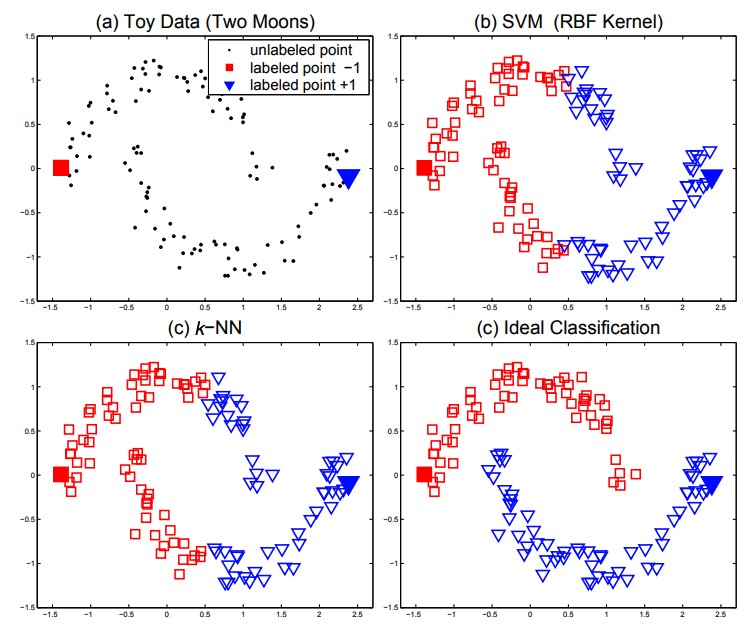 (a) Toy Data (Two Moons)
unlabeled point
labeled point −1
labeled point +1
1.5
1
0.5
0
−0.5
−1
−1.5
−1.5 −1 −0.5 0 0.5 1 1.5 2 2.5
(b) SVM (RBF Kernel)
1.5
1
0.5
0
−0.5
−1
−1.5
−1.5 −1 −0.5 0 0.5 1 1.5 2 2.5
(c) k−NN
1.5
1
0.5
0
−0.5
−1
−1.5
−1.5 −1 −0.5 0 0.5 1 1.5 2 2.5
(c) Ideal Classification
1.5
1
0.5
0
−0.5
−1
−1.5
−1.5 −1 −0.5 0 0.5 1 1.5 2 2.5